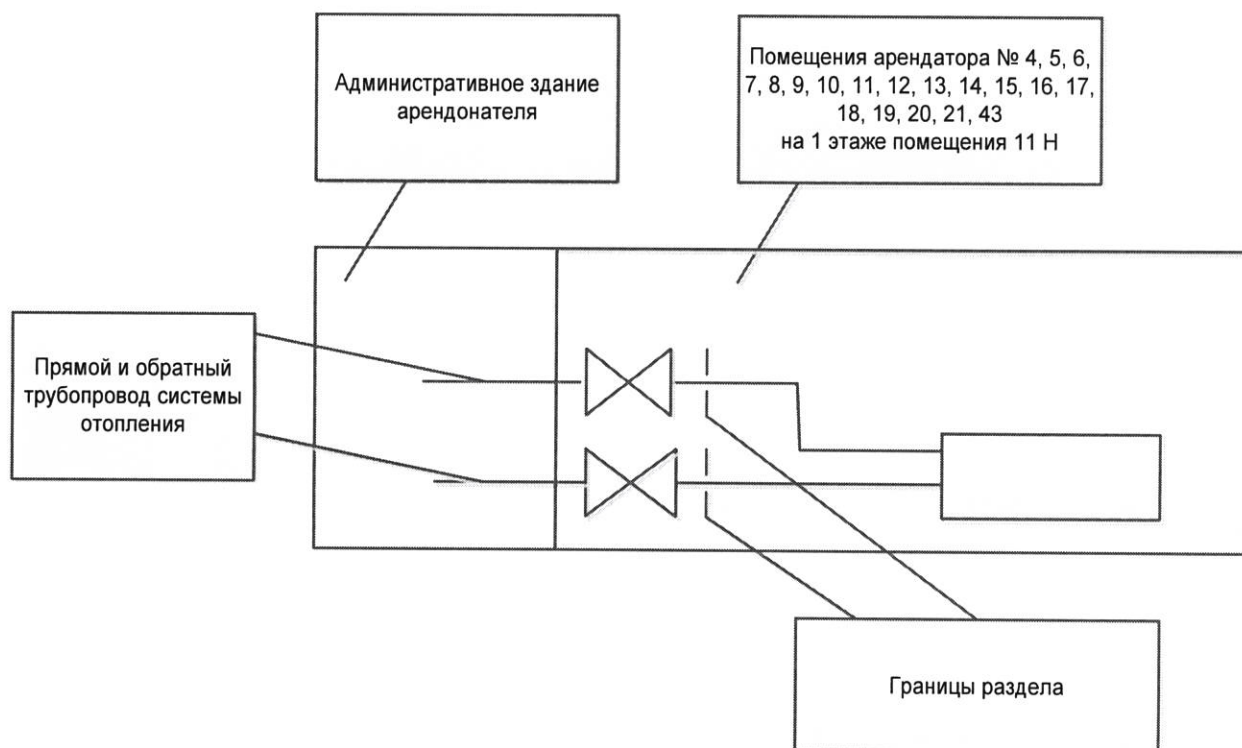 Административное здание
арендонателя
Помещения арендатора № 4, 5, 6,
7, 8, 9, 10, 11, 12, 13, 14, 15, 16, 17,
18, 19, 20, 21, 43
на 1 этаже помещения 11 Н
Прямой и обратный
трубопровод системы
отопления
Границы раздела